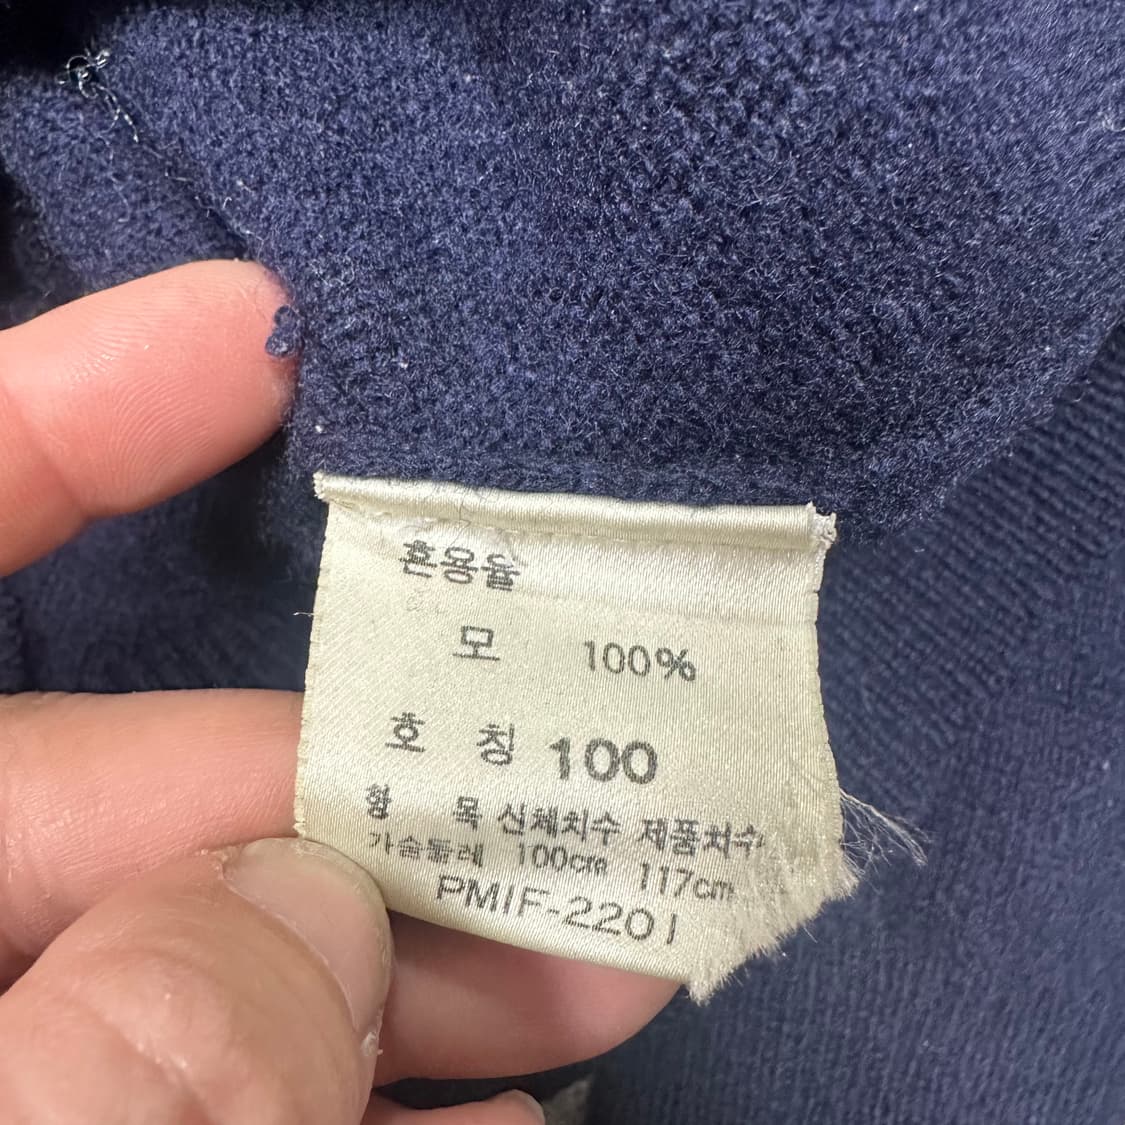 혼용율
모 100%
호 칭 100
항 목 신체치수 제품치수
가슴둘레 100cm 117cm
PMIF-2201